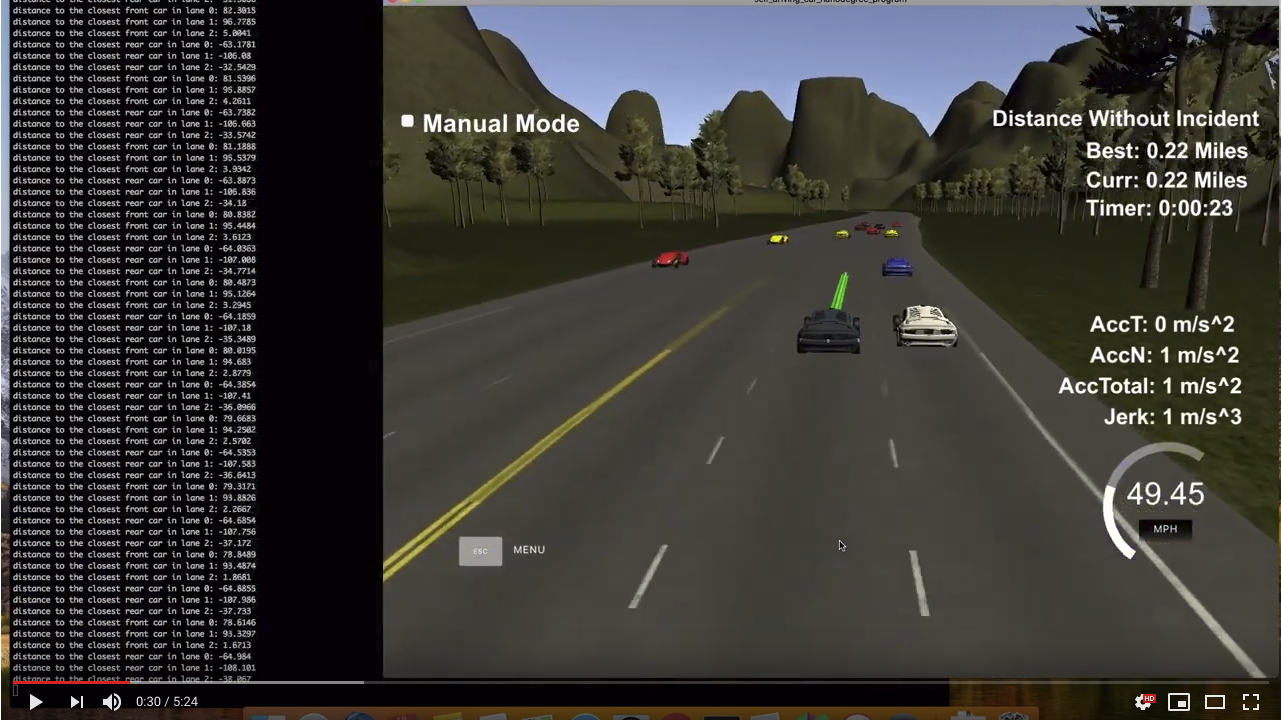 distance to the closest front car in lane 0: 82.3015
distance to the closest front car in lane 1: 96.7785
distance to the closest front car in lane 2: 5.0041
distance to the closest rear car in lane 0: -63.1781
distance to the closest rear car in lane 1: -106.08
distance to the closest rear car in lane 2: -32.5429
distance to the closest front car in lane 0: 81.5396
distance to the closest front car in lane 1: 95.8857
distance to the closest front car in lane 2: 4.2611
distance to the closest rear car in lane 0: -63.7382
distance to the closest rear car in lane 1: -106.663
distance to the closest rear car in lane 2: -33.5742
distance to the closest front car in lane 0: 81.1888
distance to the closest front car in lane 1: 95.5379
distance to the closest front car in lane 2: 3.9342
distance to the closest rear car in lane 0: -63.8873
distance to the closest rear car in lane 1: -106.836
distance to the closest rear car in lane 2: -34.18
distance to the closest front car in lane 0: 80.8382
distance to the closest front car in lane 1: 95.4484
distance to the closest front car in lane 2: 3.6123
distance to the closest rear car in lane 0: -64.0363
distance to the closest rear car in lane 1: -107.008
distance to the closest rear car in lane 2: -34.7714
distance to the closest front car in lane 0: 80.4873
distance to the closest front car in lane 1: 95.1264
distance to the closest front car in lane 2: 3.2945
distance to the closest rear car in lane 0: -64.1859
distance to the closest rear car in lane 1: -107.18
distance to the closest rear car in lane 2: -35.3489
distance to the closest front car in lane 0: 80.0195
distance to the closest front car in lane 1: 94.683
distance to the closest front car in lane 2: 2.8779
distance to the closest rear car in lane 0: -64.3854
distance to the closest rear car in lane 1: -107.41
distance to the closest rear car in lane 2: -36.0966
distance to the closest front car in lane 0: 79.6683
distance to the closest front car in lane 1: 94.2502
distance to the closest front car in lane 2: 2.5702
distance to the closest rear car in lane 0: -64.5353
distance to the closest rear car in lane 1: -107.583
distance to the closest rear car in lane 2: -36.6413
distance to the closest front car in lane 0: 79.3171
distance to the closest front car in lane 1: 93.8826
distance to the closest front car in lane 2: 2.2667
distance to the closest rear car in lane 0: -64.6854
distance to the closest rear car in lane 1: -107.756
distance to the closest rear car in lane 2: -37.172
distance to the closest front car in lane 0: 78.8489
distance to the closest front car in lane 1: 93.4874
distance to the closest front car in lane 2: 1.8681
distance to the closest rear car in lane 0: -64.8855
distance to the closest rear car in lane 1: -107.986
distance to the closest rear car in lane 2: -37.733
distance to the closest front car in lane 0: 78.6146
distance to the closest front car in lane 1: 93.3297
distance to the closest front car in lane 2: 1.6713
distance to the closest rear car in lane 0: -64.984
distance to the closest rear car in lane 1: -108.101
distance to the closest rear car in lane 2: -38.067
self_driving_car_nanodegree_program
Manual Mode
Distance Without Incident
Best: 0.22 Miles
Curr: 0.22 Miles
Timer: 0:00:23
AccT: 0 m/s^2
AccN: 1 m/s^2
AccTotal: 1 m/s^2
Jerk: 1 m/s^3
49.45
MPH
ESC MENU
0:30 / 5:24
HD